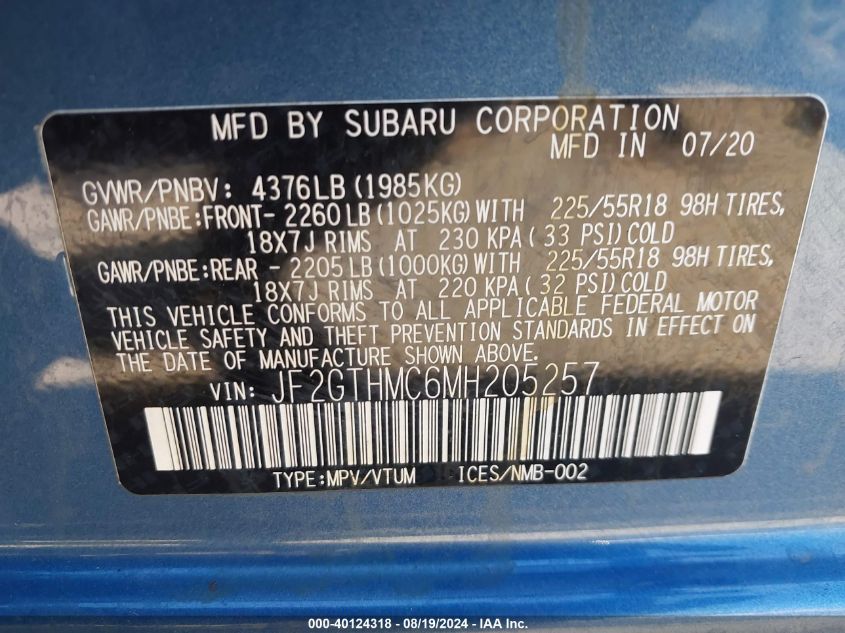 MFD BY SUBARU CORPORATION
MFD IN 07/20
GVWR/PNBV: 4376LB (1985KG)
GAWR/PNBE:FRONT- 2260 LB (1025KG) WITH 225/55R18 98H TIRES,
18X7J RIMS AT 230 KPA ( 33 PSI) COLD
GAWR/PNBE:REAR - 2205 LB (1000KG) WITH 225/55R18 98H TIRES,
18X7J RIMS AT 220 KPA ( 32 PSI) COLD
THIS VEHICLE CONFORMS TO ALL APPLICABLE FEDERAL MOTOR
VEHICLE SAFETY AND THEFT PREVENTION STANDARDS IN EFFECT ON
THE DATE OF MANUFACTURE SHOWN ABOVE.
VIN: JF2GTHMC6MH205257
TYPE:MPV/VTUM ICES/NMB-002
000-40124318 - 08/19/2024 - IAA Inc.